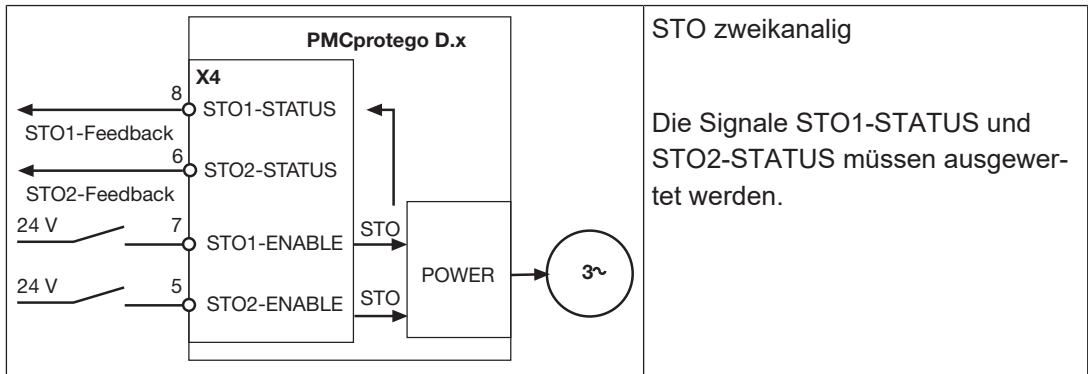 PMCprotego D.x
X4
8
STO1-STATUS
STO1-Feedback
6
STO2-STATUS
STO2-Feedback
24 V
7
STO1-ENABLE
STO
24 V
5
STO2-ENABLE
STO
POWER
3~
STO zweikanalig
Die Signale STO1-STATUS und
STO2-STATUS müssen ausgewer-
tet werden.